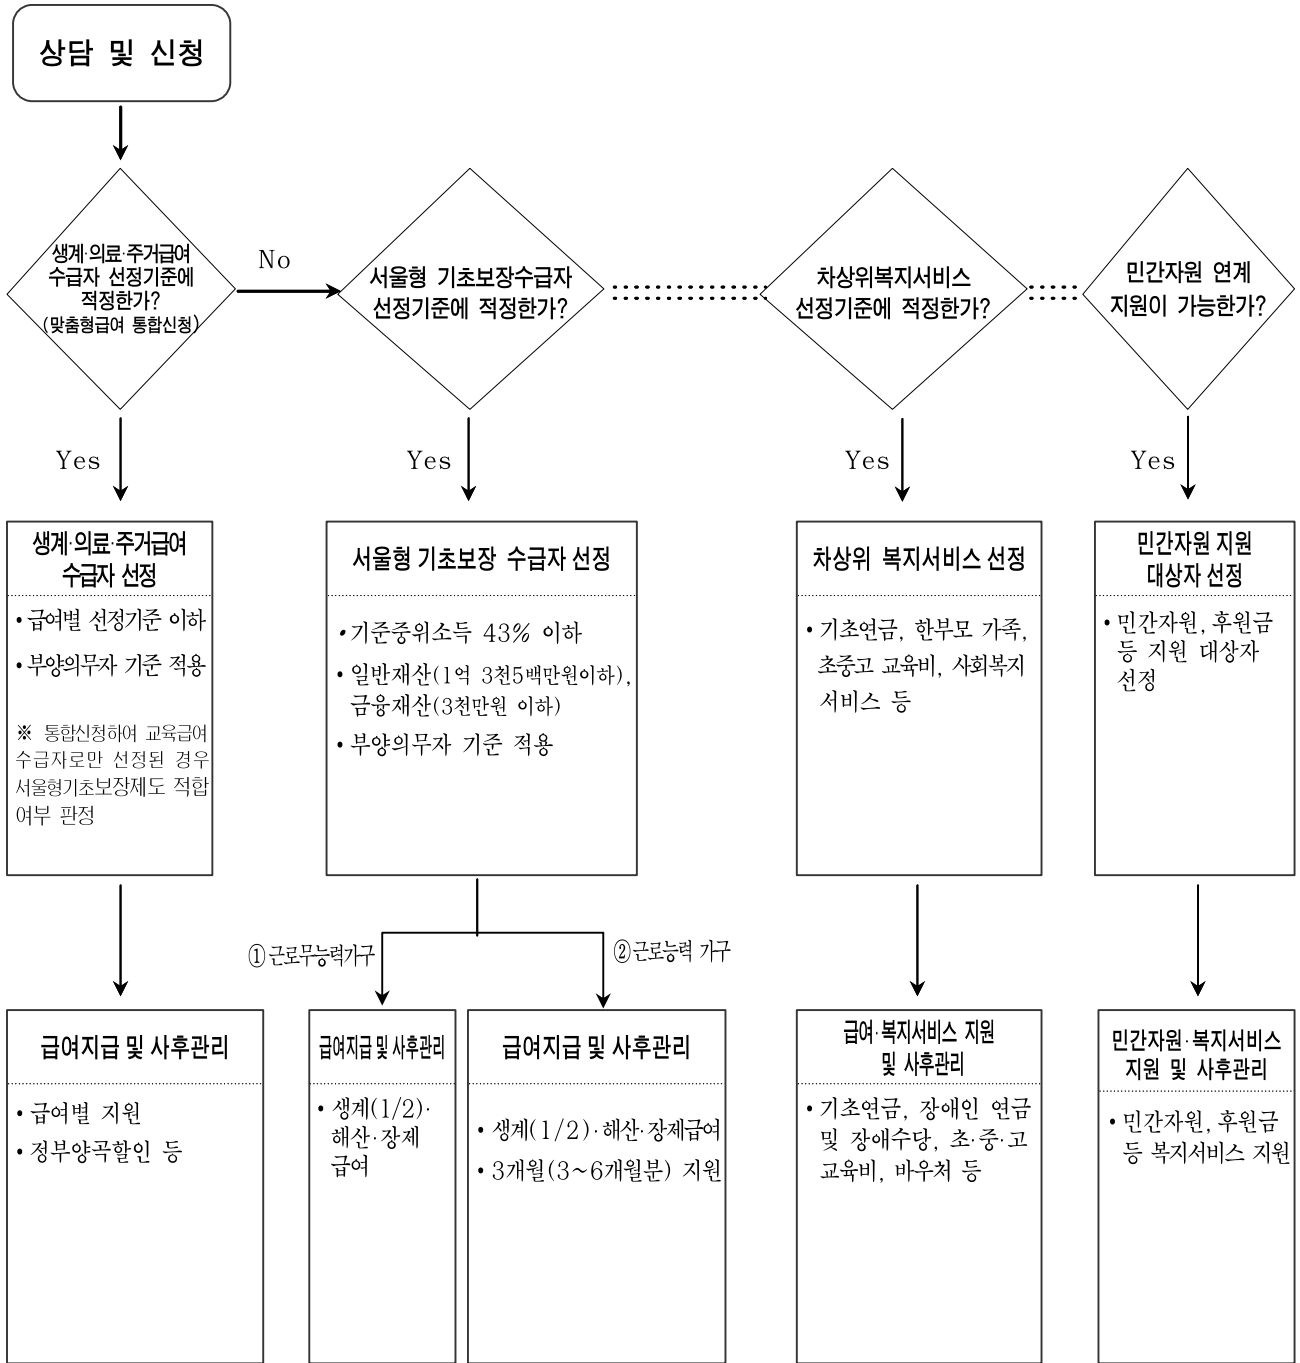 상담 및 신청
생계·의료·주거급여
수급자 선정기준에
적정한가?
(맞춤형급여 통합신청)
No
서울형 기초보장수급자
선정기준에 적정한가?
차상위복지서비스
선정기준에 적정한가?
민간자원 연계
지원이 가능한가?
Yes
Yes
Yes
Yes
생계·의료·주거급여
수급자 선정
• 급여별 선정기준 이하
• 부양의무자 기준 적용
※ 통합신청하여 교육급여
수급자로만 선정된 경우
서울형기초보장제도 적합
여부 판정
서울형 기초보장 수급자 선정
• 기준중위소득 43% 이하
• 일반재산(1억 3천5백만원이하),
금융재산(3천만원 이하)
• 부양의무자 기준 적용
차상위 복지서비스 선정
• 기초연금, 한부모 가족,
초중고 교육비, 사회복지
서비스 등
민간자원 지원
대상자 선정
• 민간자원, 후원금
등 지원 대상자
선정
① 근로무능력가구
② 근로능력 가구
급여지급 및 사후관리
• 급여별 지원
• 정부양곡할인 등
급여지급 및 사후관리
• 생계(1/2)·
해산·장제
급여
급여지급 및 사후관리
• 생계(1/2)·해산·장제급여
• 3개월(3~6개월분) 지원
급여·복지서비스 지원
및 사후관리
• 기초연금, 장애인 연금
및 장애수당, 초·중·고
교육비, 바우처 등
민간자원·복지서비스
지원 및 사후관리
• 민간자원, 후원금
등 복지서비스 지원